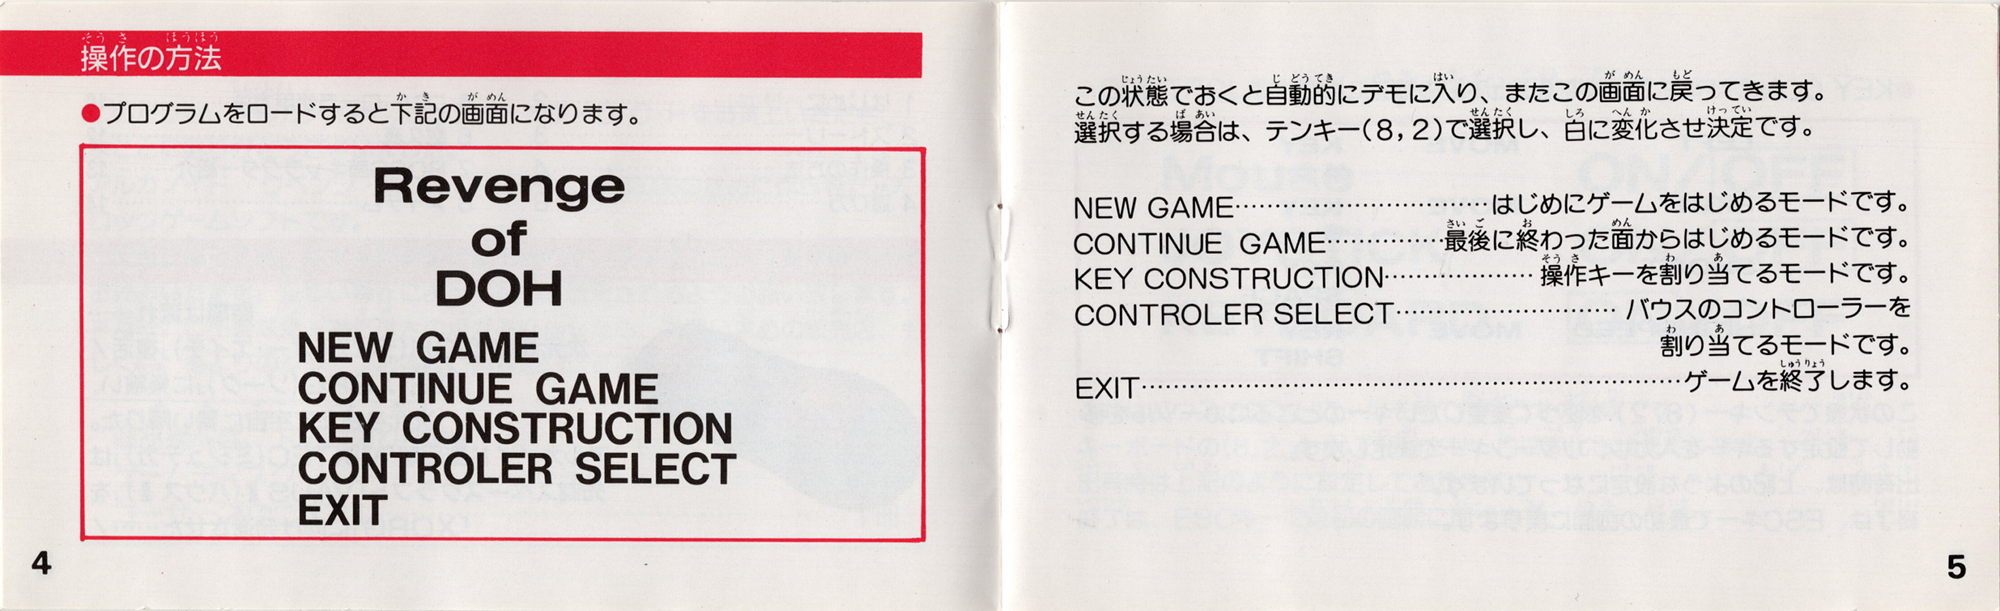 操作の方法
●プログラムをロードすると下記の画面になります。
Revenge
of
DOH
NEW GAME
CONTINUE GAME
KEY CONSTRUCTION
CONTROLER SELECT
EXIT
4
この状態でおくと自動的にデモに入り、またこの画面に戻ってきます。
選択する場合は、テンキー(8,2)で選択し、白に変化させ決定です。
NEW GAME……………………………はじめにゲームをはじめるモードです。
CONTINUE GAME……………最後に終わった面からはじめるモードです。
KEY CONSTRUCTION………………操作キーを割り当てるモードです。
CONTROLER SELECT…………………………バウスのコントローラーを
割り当てるモードです。
EXIT……………………………………………………………ゲームを終了します。
5